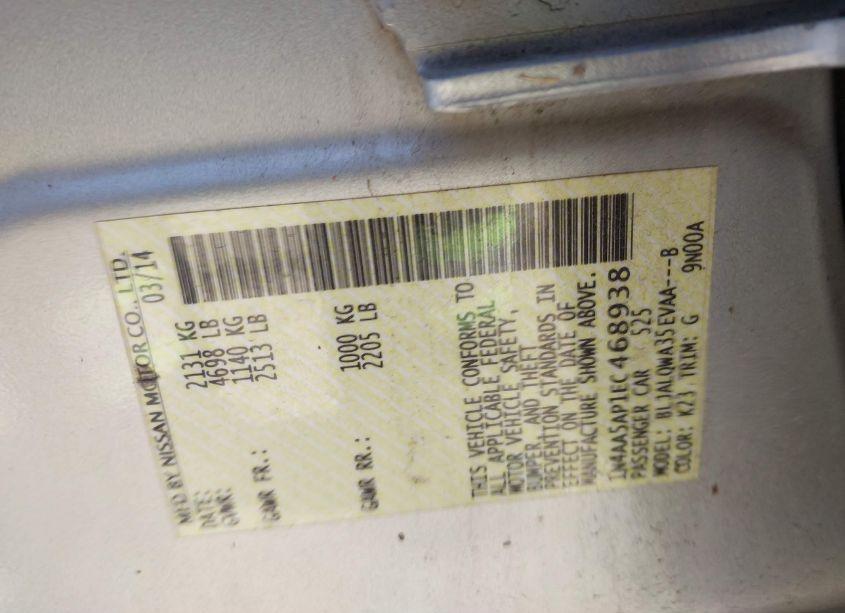 MFD BY NISSAN MOTOR CO., LTD.
DATE: 03/14
GVWR: 2131 KG
4698 LB
GAWR FR.: 1140 KG
2513 LB
GAWR RR.: 1000 KG
2205 LB
THIS VEHICLE CONFORMS TO
ALL APPLICABLE FEDERAL
MOTOR VEHICLE SAFETY,
BUMPER, AND THEFT
PREVENTION STANDARDS IN
EFFECT ON THE DATE OF
MANUFACTURE SHOWN ABOVE.
1N4AA5AP1EC468938
PASSENGER CAR S25
MODEL: BLJALQWA35EVAA---B
COLOR: K23 TRIM: G 9N00A